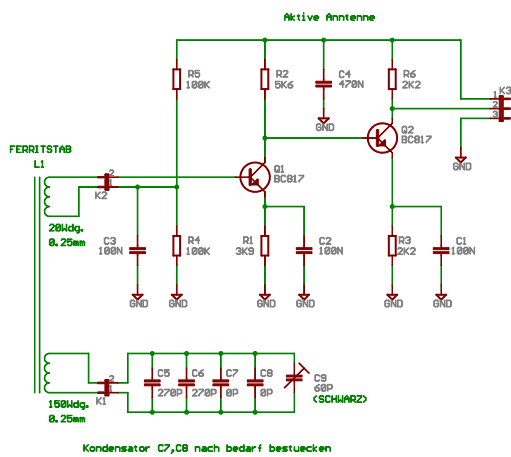 Aktive Anntenne
R5
100K
R2
5K6
C4
470N
R6
2K2
K3
1
2
3
GND
Q2
BC817
GND
FERRITSTAB
L1
Q1
BC817
2
1
K2
20Wdg.
0.25mm
C3
100N
R4
100K
R1
3K9
C2
100N
R3
2K2
C1
100N
GND
GND
GND
GND
GND
GND
2
1
K1
150Wdg.
0.25mm
C5
270P
C6
270P
C7
0P
C8
0P
C9
60P
(SCHWARZ)
Kondensator C7,C8 nach bedarf bestuecken